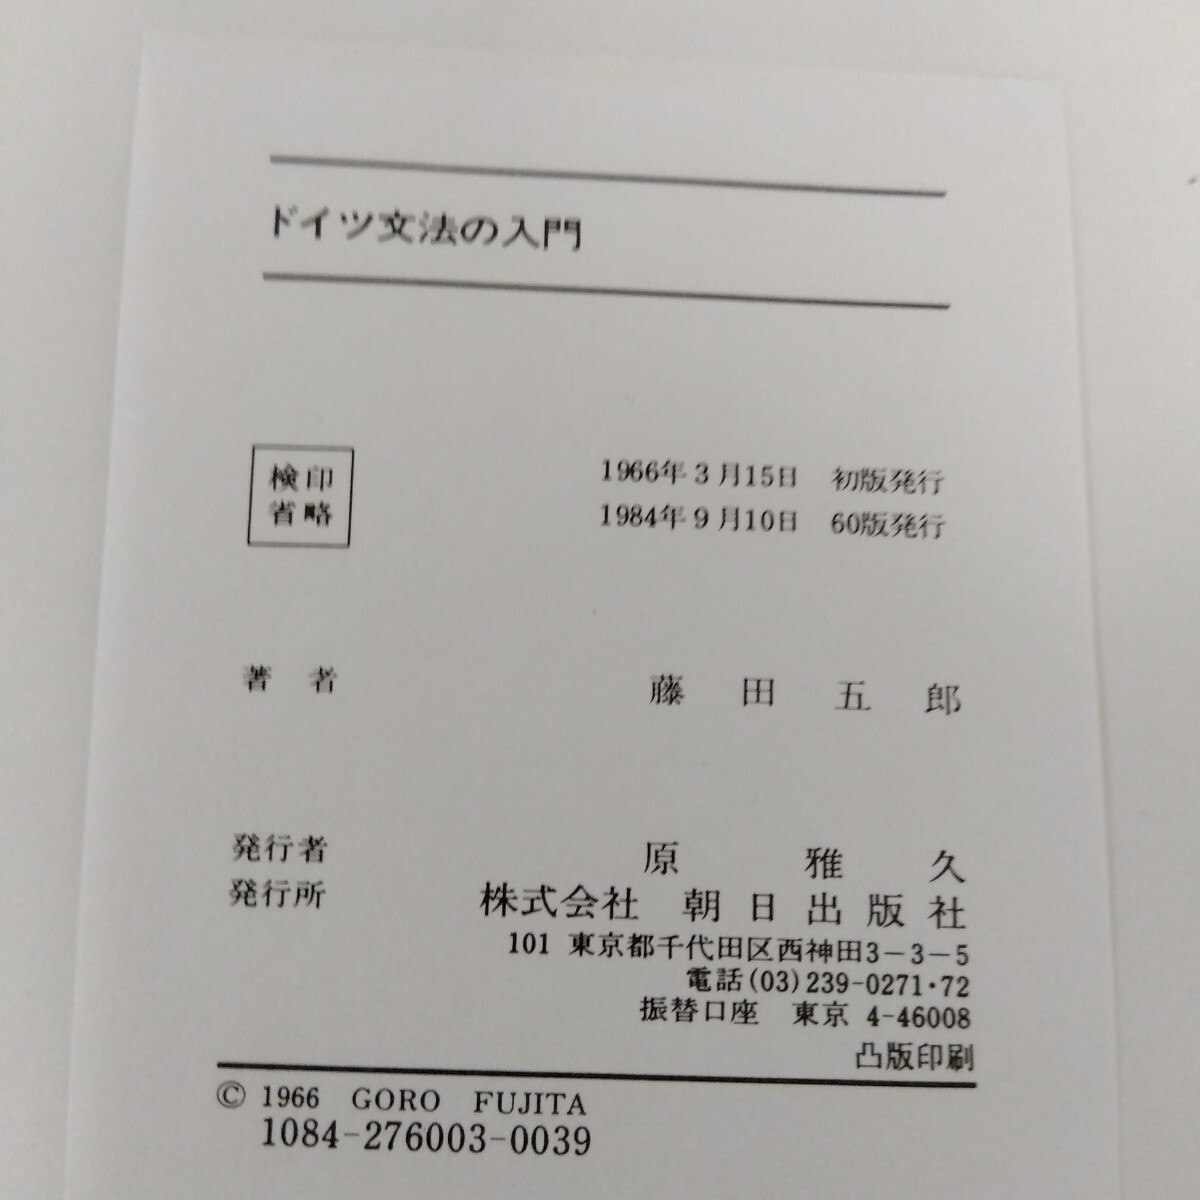 ドイツ文法の入門
検印
省略
1966年3月15日 初版発行
1984年9月10日 60版発行
著者 藤田五郎
発行者 原雅久
発行所 株式会社 朝日出版社
101 東京都千代田区西神田3-3-5
電話(03)239-0271・72
振替口座 東京 4-46008
凸版印刷
© 1966 GORO FUJITA
1084-276003-0039